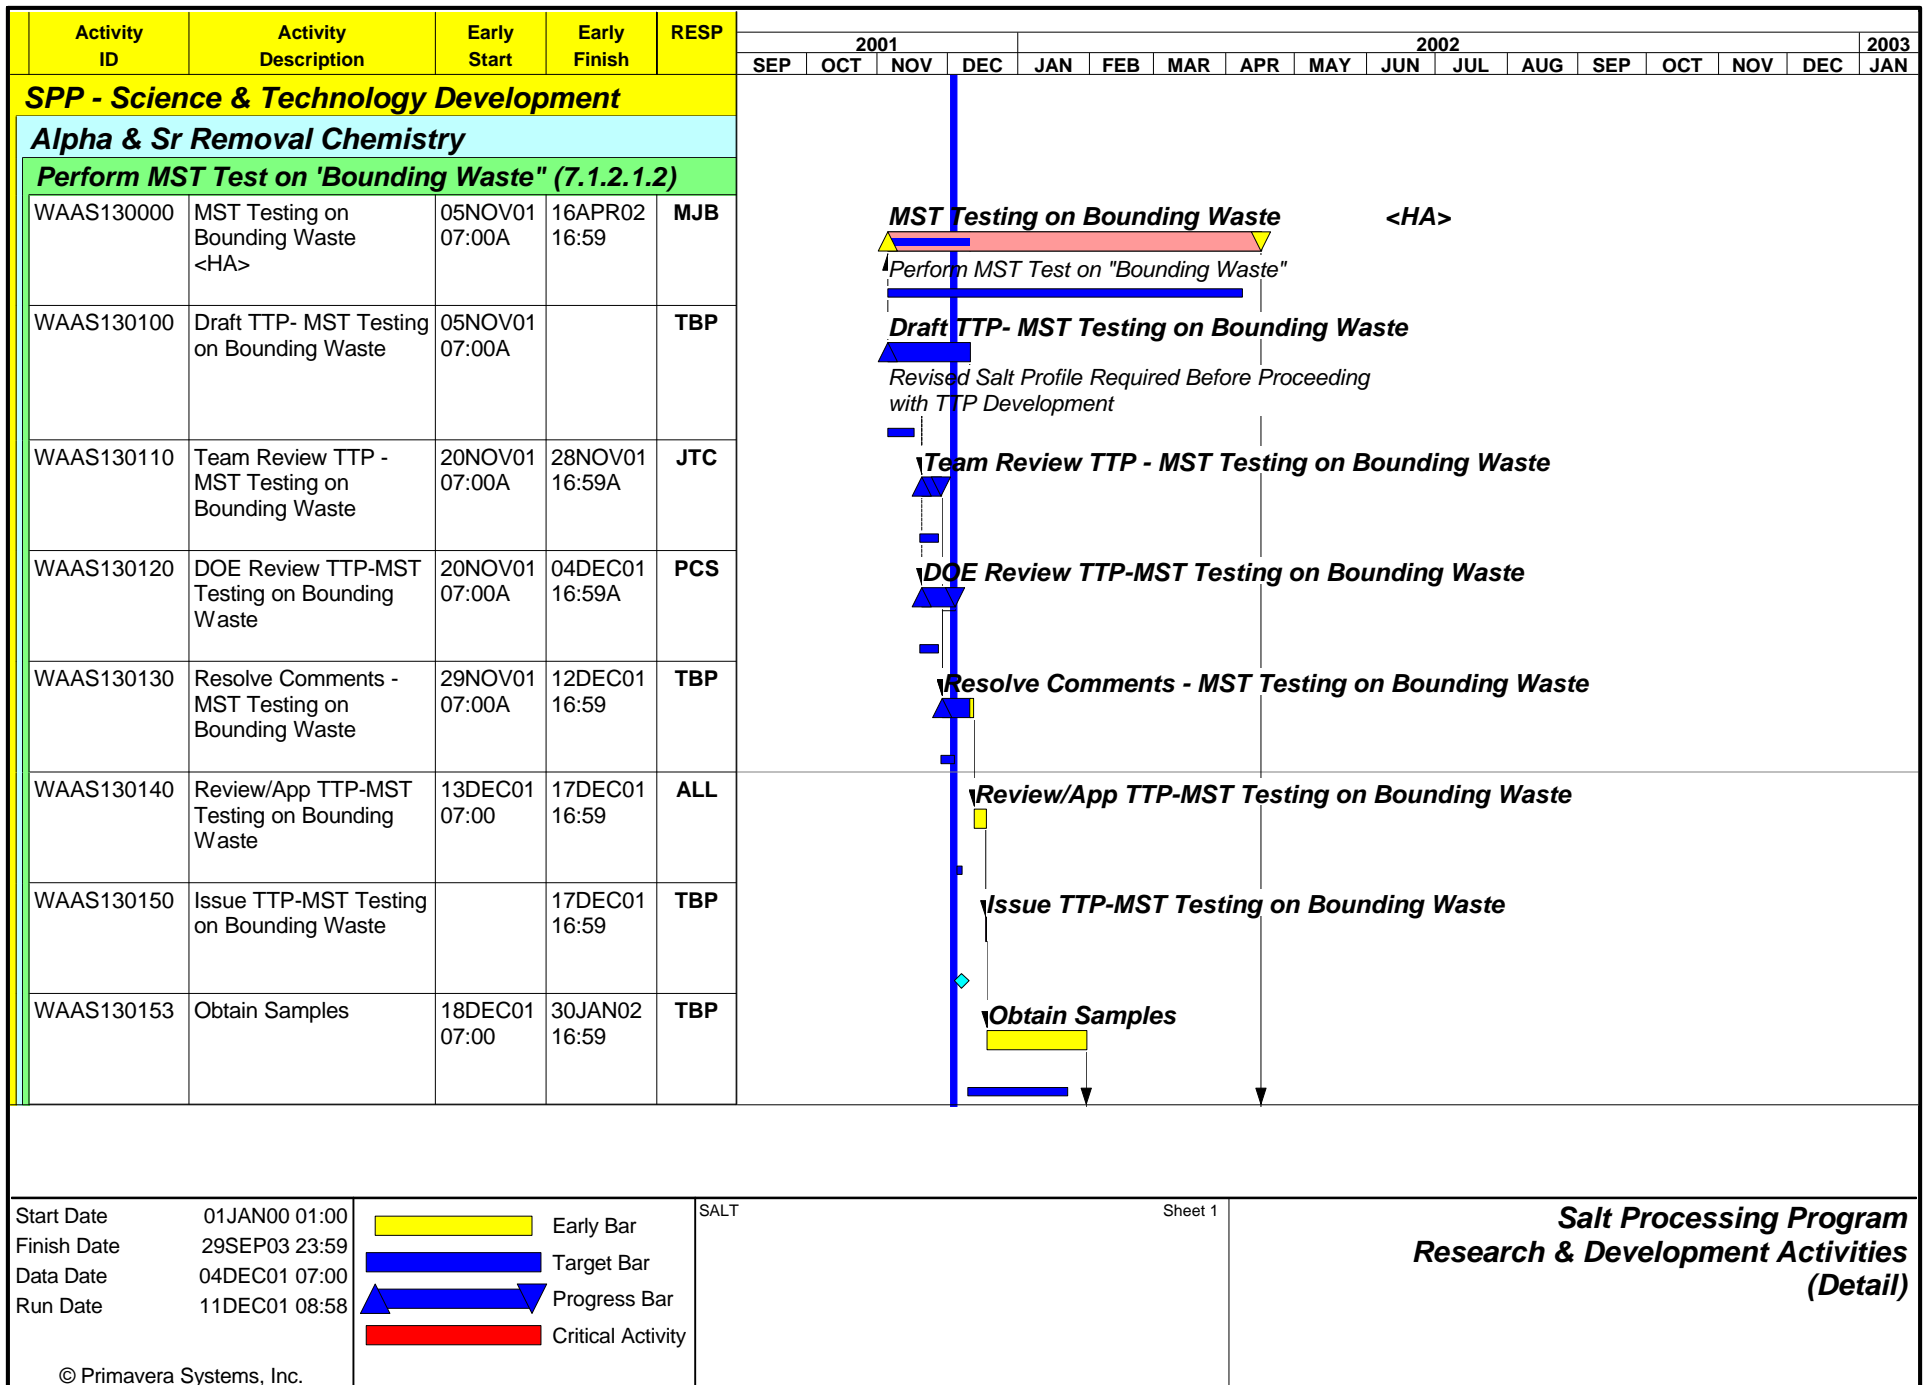 Activity Activity Early Early RESP
ID Description Start Finish
2001 2002 2003
SEP OCT NOV DEC JAN FEB MAR APR MAY JUN JUL AUG SEP OCT NOV DEC JAN
SPP - Science & Technology Development
Alpha & Sr Removal Chemistry
Perform MST Test on 'Bounding Waste" (7.1.2.1.2)
WAAS130000 MST Testing on 05NOV01 16APR02 MJB
Bounding Waste 07:00A 16:59
<HA>
MST Testing on Bounding Waste <HA>
Perform MST Test on "Bounding Waste"
WAAS130100 Draft TTP- MST Testing 05NOV01 TBP
on Bounding Waste 07:00A
Draft TTP- MST Testing on Bounding Waste
Revised Salt Profile Required Before Proceeding
with TTP Development
WAAS130110 Team Review TTP - 20NOV01 28NOV01 JTC
MST Testing on 07:00A 16:59A
Bounding Waste
Team Review TTP - MST Testing on Bounding Waste
WAAS130120 DOE Review TTP-MST 20NOV01 04DEC01 PCS
Testing on Bounding 07:00A 16:59A
Waste
DOE Review TTP-MST Testing on Bounding Waste
WAAS130130 Resolve Comments - 29NOV01 12DEC01 TBP
MST Testing on 07:00A 16:59
Bounding Waste
Resolve Comments - MST Testing on Bounding Waste
WAAS130140 Review/App TTP-MST 13DEC01 17DEC01 ALL
Testing on Bounding 07:00 16:59
Waste
Review/App TTP-MST Testing on Bounding Waste
WAAS130150 Issue TTP-MST Testing 17DEC01 TBP
on Bounding Waste 16:59
Issue TTP-MST Testing on Bounding Waste
WAAS130153 Obtain Samples 18DEC01 30JAN02 TBP
07:00 16:59
Obtain Samples
Start Date 01JAN00 01:00
Finish Date 29SEP03 23:59
Data Date 04DEC01 07:00
Run Date 11DEC01 08:58
© Primavera Systems, Inc.
Early Bar
Target Bar
Progress Bar
Critical Activity
SALT Sheet 1
Salt Processing Program
Research & Development Activities
(Detail)